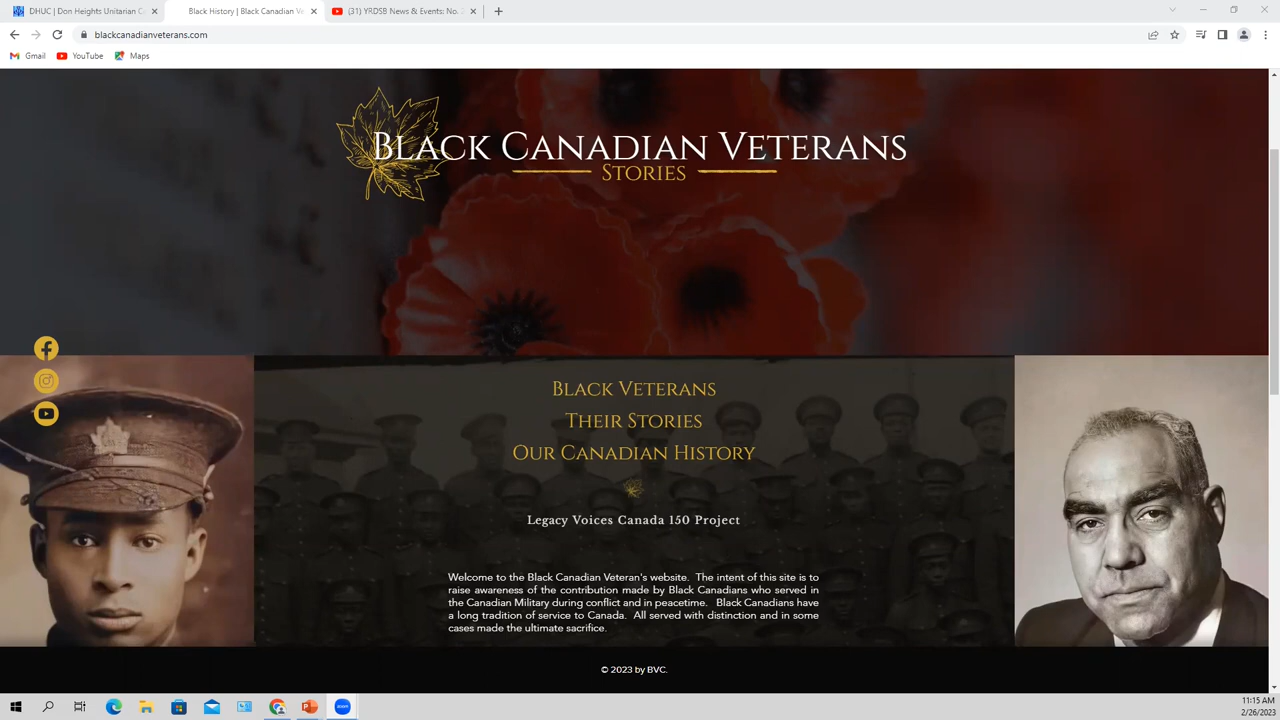 DHUC | Don Heights Unitarian C
Black History | Black Canadian Ve
(31) YRDSB News & Events: No.
blackcanadianveterans.com
Gmail
YouTube
Maps
BLACK CANADIAN VETERANS
STORIES
BLACK VETERANS
THEIR STORIES
OUR CANADIAN HISTORY
Legacy Voices Canada 150 Project
Welcome to the Black Canadian Veteran's website. The intent of this site is to
raise awareness of the contribution made by Black Canadians who served in
the Canadian Military during conflict and in peacetime. Black Canadians have
a long tradition of service to Canada. All served with distinction and in some
cases made the ultimate sacrifice.
© 2023 by BVC.
zoom
11:15 AM
2/26/2023